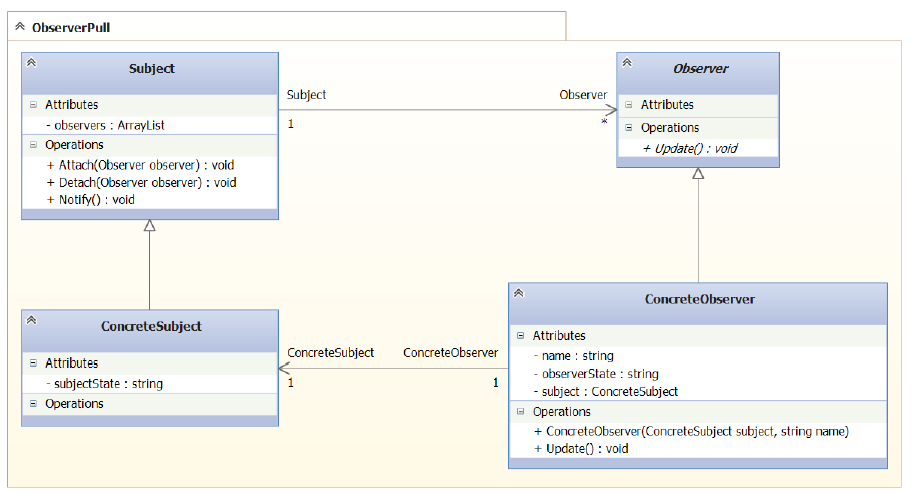 ObserverPull
Subject
Attributes
- observers : ArrayList
Operations
+ Attach(Observer observer) : void
+ Detach(Observer observer) : void
+ Notify() : void
Subject
Observer
1
*
Observer
Attributes
Operations
+ Update() : void
ConcreteSubject
Attributes
- subjectState : string
Operations
ConcreteSubject
ConcreteObserver
1
1
ConcreteObserver
Attributes
- name : string
- observerState : string
- subject : ConcreteSubject
Operations
+ ConcreteObserver(ConcreteSubject subject, string name)
+ Update() : void